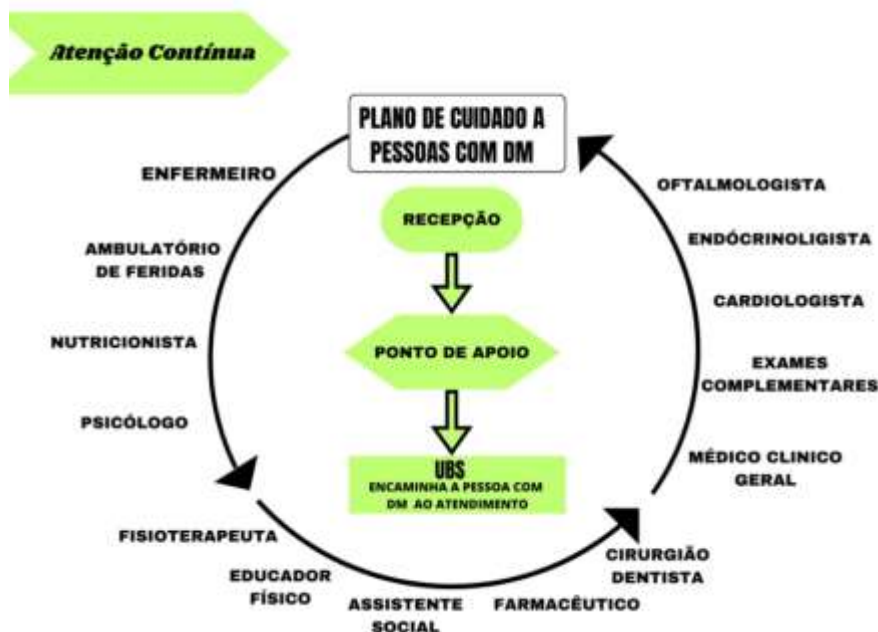 Atenção Contínua
PLANO DE CUIDADO A
PESSOAS COM DM
RECEPÇÃO
PONTO DE APOIO
UBS
ENCAMINHA A PESSOA COM
DM AO ATENDIMENTO
ENFERMEIRO
AMBULATÓRIO
DE FERIDAS
NUTRICIONISTA
PSICÓLOGO
FISIOTERAPEUTA
EDUCADOR
FÍSICO
ASSISTENTE
SOCIAL
FARMACÊUTICO
CIRURGIÃO
DENTISTA
MÉDICO CLINICO
GERAL
EXAMES
COMPLEMENTARES
CARDIOLOGISTA
ENDÓCRINOLIGISTA
OFTALMOLOGISTA